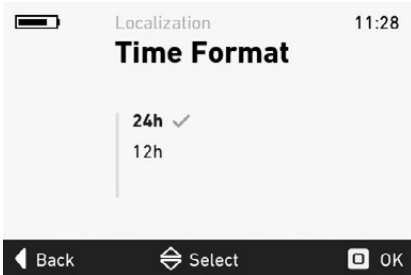 Localization 11:28
Time Format
24h
12h
Back Select OK